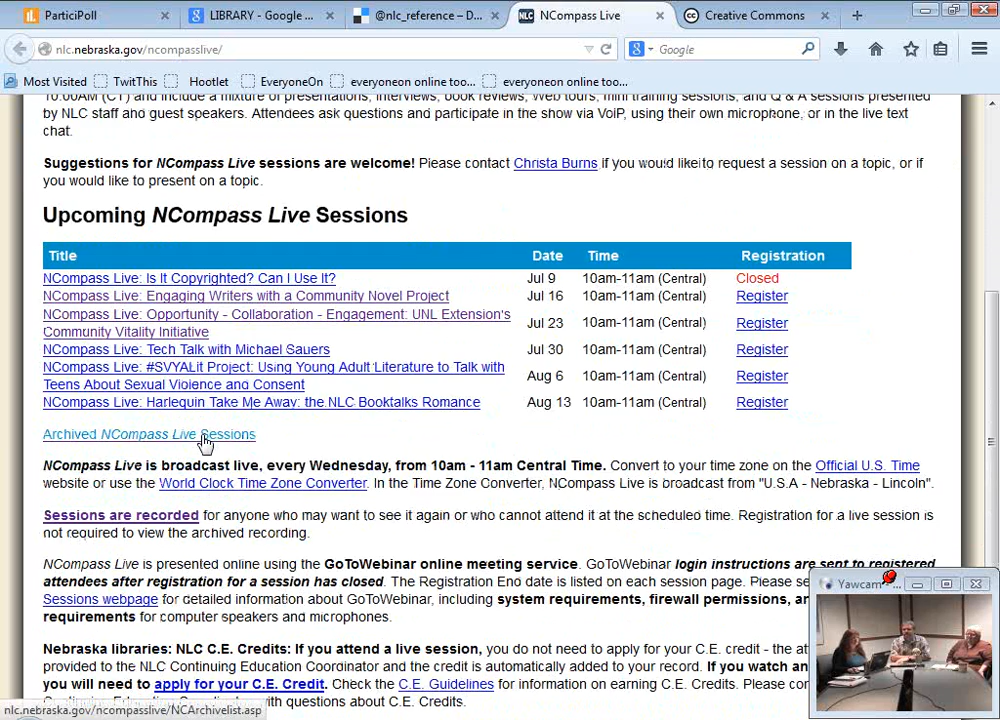 ParticiPoll
LIBRARY - Google ...
@nlc_reference – D...
NLC NCompass Live
cc Creative Commons
nlc.nebraska.gov/ncompasslive/
Google
Most Visited TwitThis Hootlet EveryoneOn everyoneon online too... everyoneon online too...
10:00AM (CT) and include a mixture of presentations, interviews, book reviews, Web tours, mini training sessions, and Q & A sessions presented
by NLC staff and guest speakers. Attendees ask questions and participate in the show via VoiP, using their own microphone, or in the live text
chat.
Suggestions for NCompass Live sessions are welcome! Please contact Christa Burns if you would like to request a session on a topic, or if
you would like to present on a topic.
Upcoming NCompass Live Sessions
Title Date Time Registration
NCompass Live: Is It Copyrighted? Can I Use It? Jul 9 10am-11am (Central) Closed
NCompass Live: Engaging Writers with a Community Novel Project Jul 16 10am-11am (Central) Register
NCompass Live: Opportunity - Collaboration - Engagement: UNL Extension's
Community Vitality Initiative Jul 23 10am-11am (Central) Register
NCompass Live: Tech Talk with Michael Sauers Jul 30 10am-11am (Central) Register
NCompass Live: #SVYALit Project: Using Young Adult Literature to Talk with
Teens About Sexual Violence and Consent Aug 6 10am-11am (Central) Register
NCompass Live: Harlequin Take Me Away: the NLC Booktalks Romance Aug 13 10am-11am (Central) Register
Archived NCompass Live Sessions
NCompass Live is broadcast live, every Wednesday, from 10am - 11am Central Time. Convert to your time zone on the Official U.S. Time
website or use the World Clock Time Zone Converter. In the Time Zone Converter, NCompass Live is broadcast from "U.S.A - Nebraska - Lincoln".
Sessions are recorded for anyone who may want to see it again or who cannot attend it at the scheduled time. Registration for a live session is
not required to view the archived recording.
NCompass Live is presented online using the GoToWebinar online meeting service. GoToWebinar login instructions are sent to registered
attendees after registration for a session has closed. The Registration End date is listed on each session page. Please se
Sessions webpage for detailed information about GoToWebinar, including system requirements, firewall permissions, an
requirements for computer speakers and microphones.
Nebraska libraries: NLC C.E. Credits: If you attend a live session, you do not need to apply for your C.E. credit - the at
provided to the NLC Continuing Education Coordinator and the credit is automatically added to your record. If you watch an
you will need to apply for your C.E. Credit. Check the C.E. Guidelines for information on earning C.E. Credits. Please con
with questions about C.E. Credits.
nlc.nebraska.gov/ncompasslive/NCArchivelist.asp
Yawcam - ...